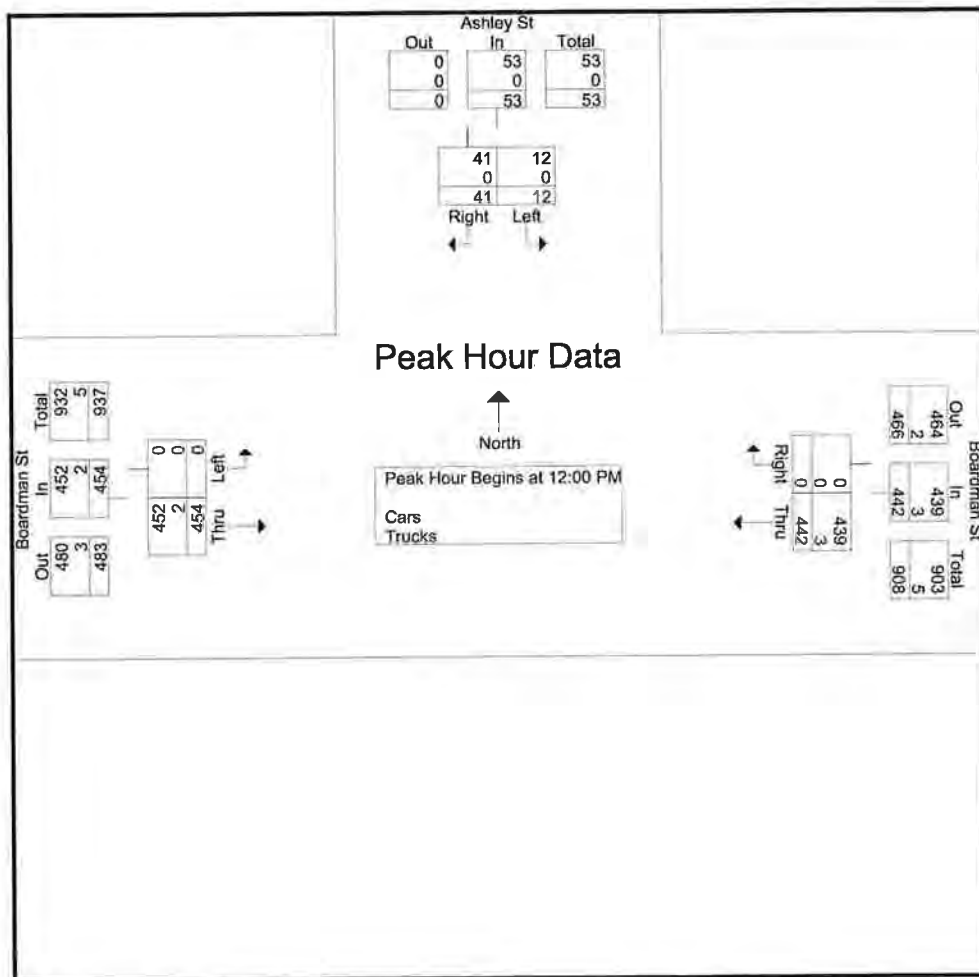 Ashley St
Out In Total
0 53 53
0 0 0
0 53 53
41 12
0 0
41 12
Right Left
Peak Hour Data
North
Peak Hour Begins at 12:00 PM
Cars
Trucks
Boardman St
Out In Total
480 452 932
3 2 5
483 454 937
452 0
2 0
454 0
Thru Left
Boardman St
Out In Total
464 439 903
2 3 5
466 442 908
Right Thru
0 439
0 3
0 442